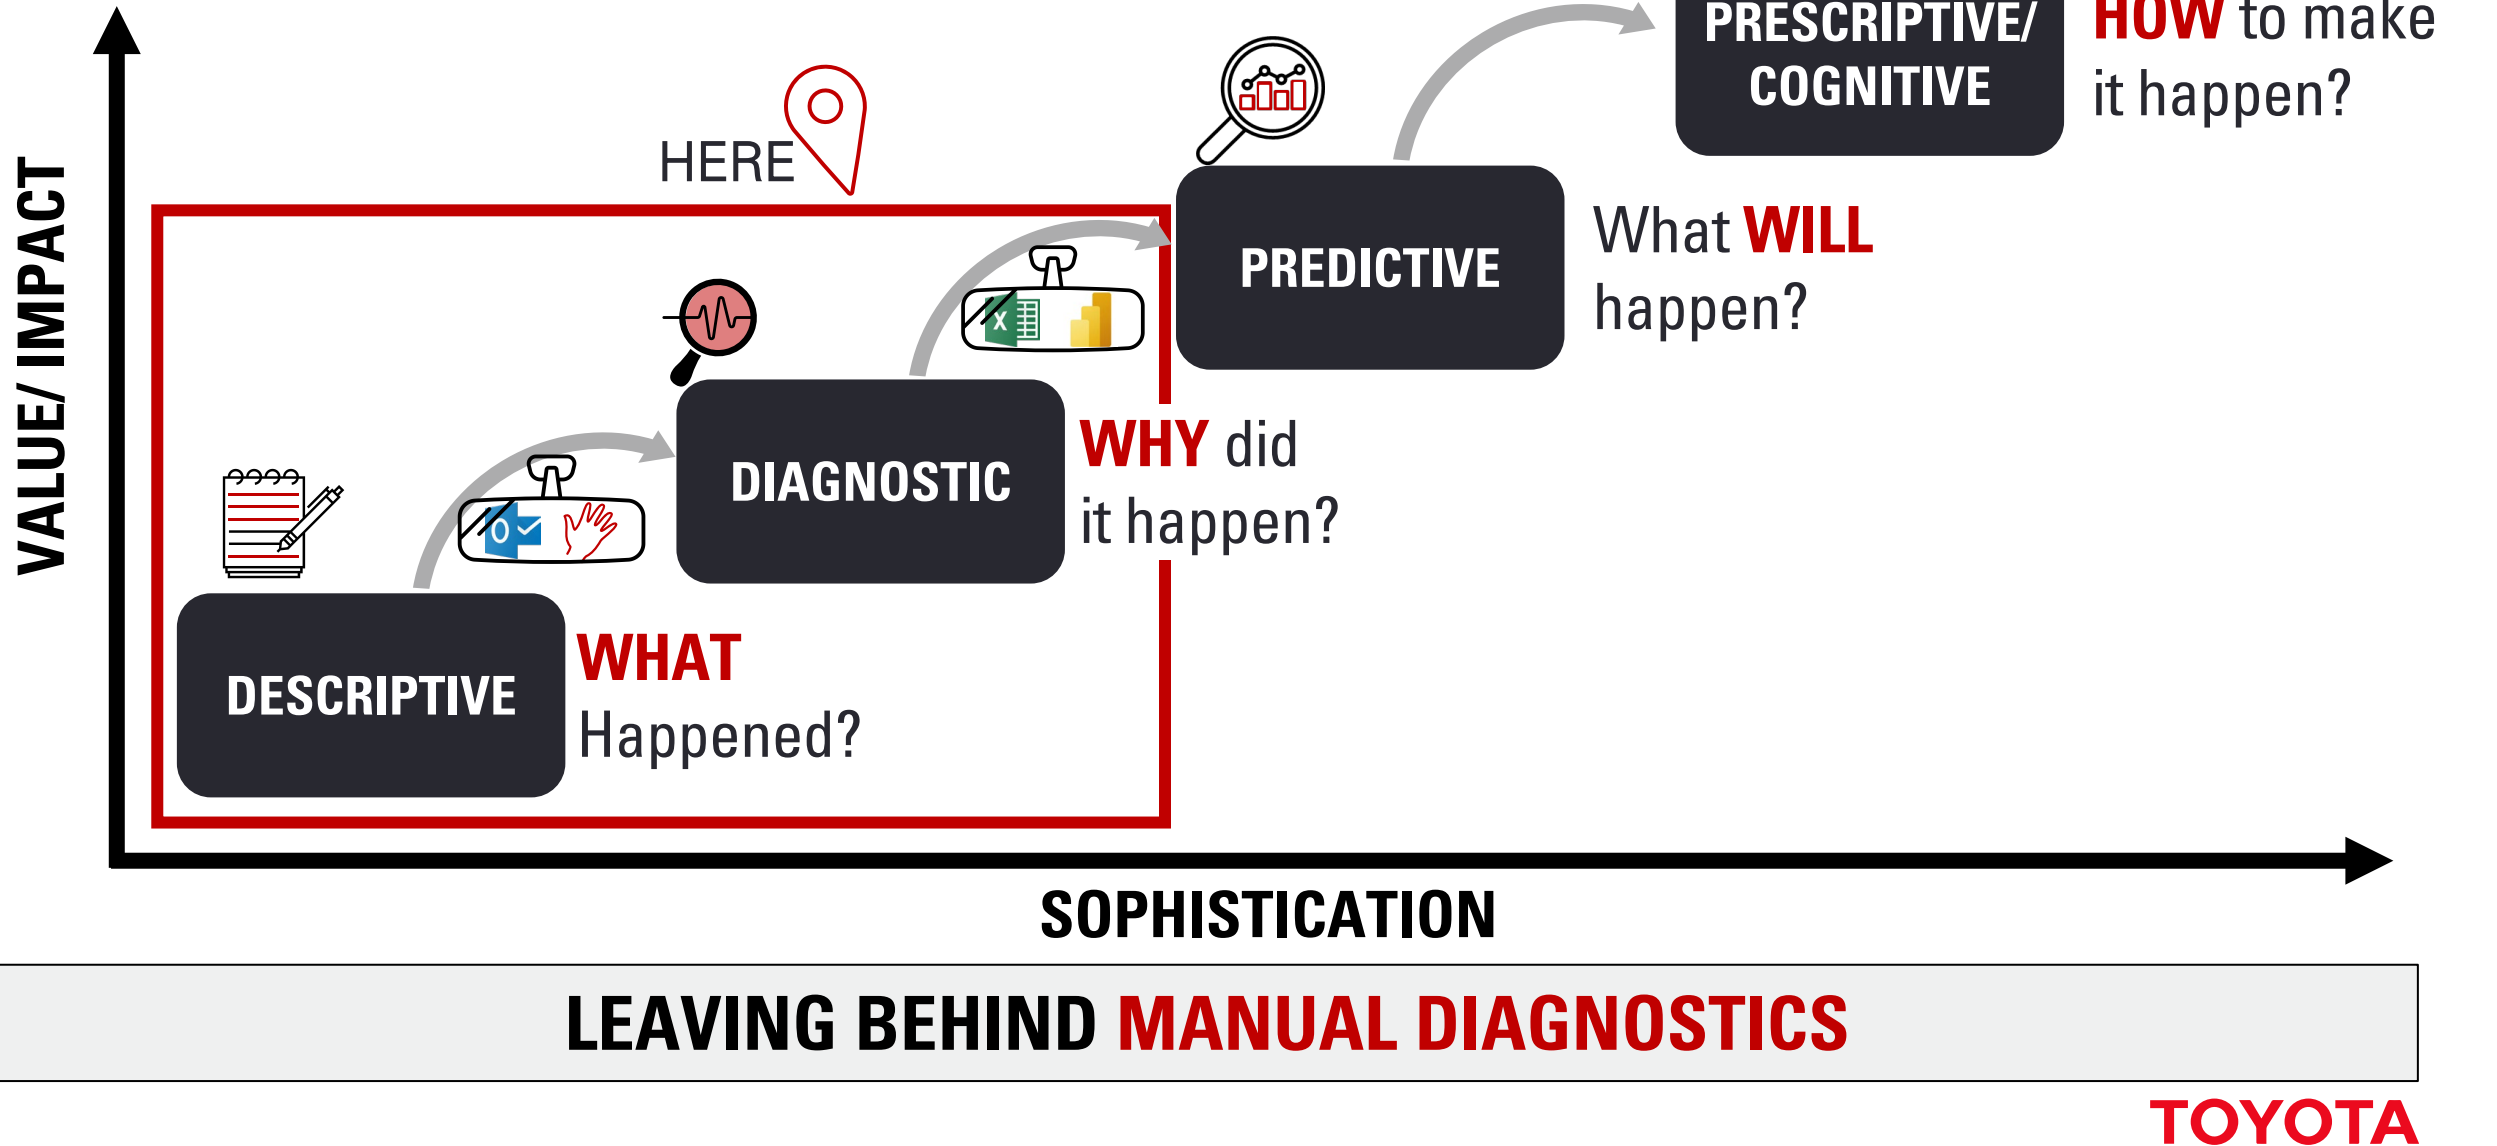 PRESCRIPTIVE/
COGNITIVE
HOW to make
it happen?
HERE
PREDICTIVE
What WILL
happen?
DIAGNOSTIC
WHY did
it happen?
DESCRIPTIVE
WHAT
Happened?
VALUE/ IMPACT
SOPHISTICATION
LEAVING BEHIND MANUAL DIAGNOSTICS
TOYOTA